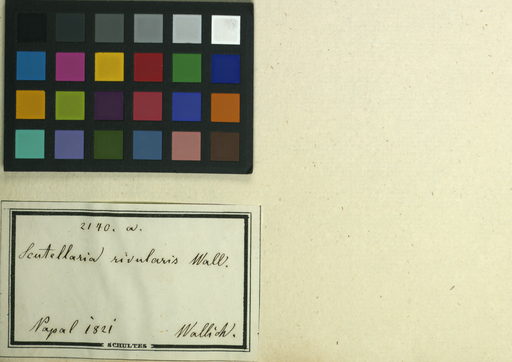 2140. a.
Scutellaria rivularis Wall.
Napal 1821 Wallich.
SCHULTES